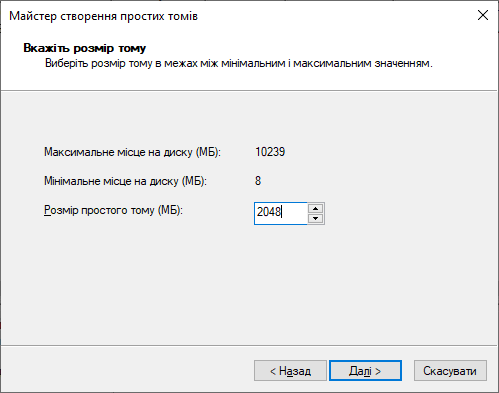 Майстер створення простих томів
Вкажіть розмір тому
Виберіть розмір тому в межах між мінімальним і максимальним значенням.
Максимальне місце на диску (МБ): 10239
Мінімальне місце на диску (МБ): 8
Розмір простого тому (МБ): 2048
< Назад Далі > Скасувати